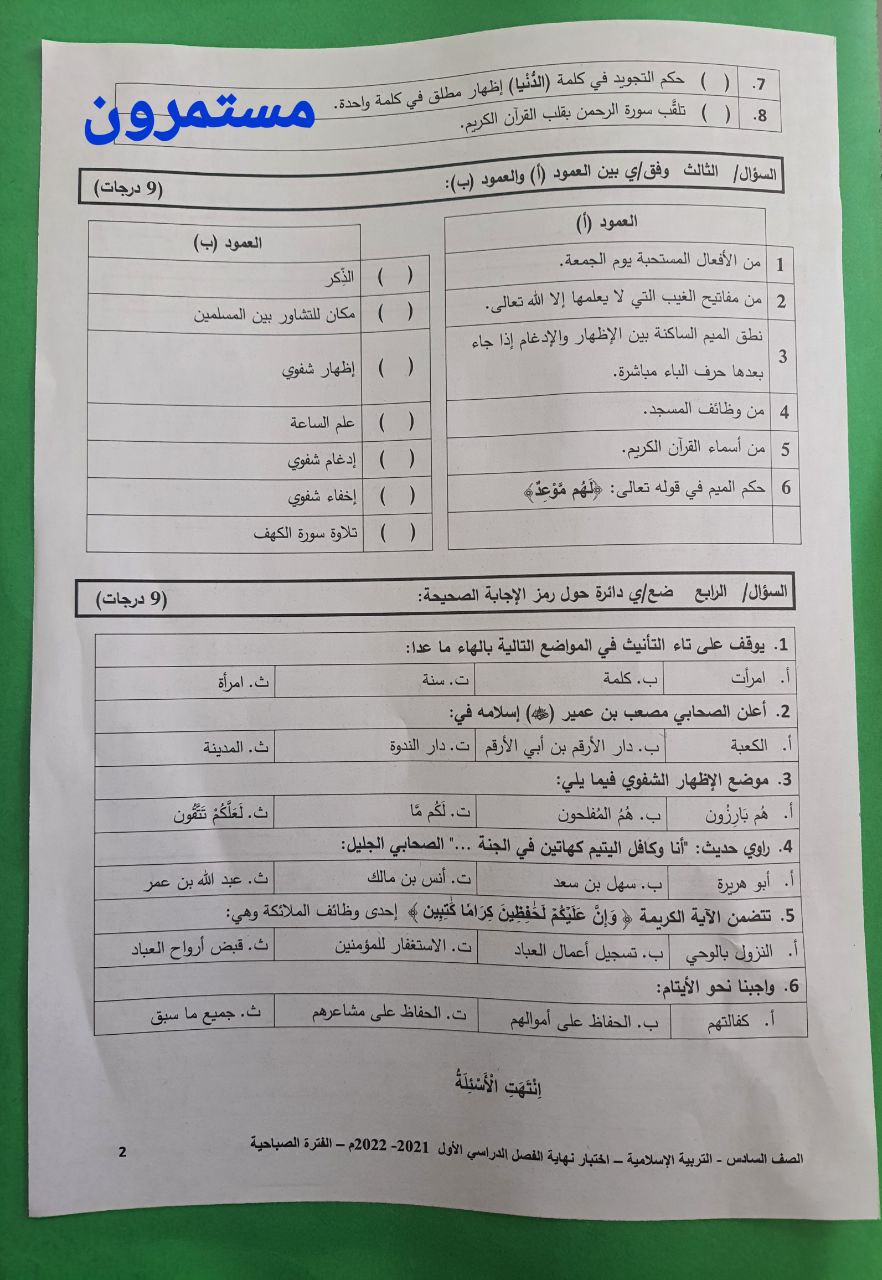 7. ( ) حكم التجويد في كلمة (الدُّنْيا) إظهار مطلق في كلمة واحدة.
8. ( ) تلقَّب سورة الرحمن بقلب القرآن الكريم.
مستمرون
السؤال/ الثالث وفق/ي بين العمود (أ) والعمود (ب): (9 درجات)
العمود (أ)
1 من الأفعال المستحبة يوم الجمعة.
2 من مفاتيح الغيب التي لا يعلمها إلا الله تعالى.
3 نطق الميم الساكنة بين الإظهار والإدغام إذا جاء
بعدها حرف الباء مباشرة.
4 من وظائف المسجد.
5 من أسماء القرآن الكريم.
6 حكم الميم في قوله تعالى: ﴿لَهُم مَّوْعِدٌ﴾
العمود (ب)
( ) الذِّكر
( ) مكان للتشاور بين المسلمين
( ) إظهار شفوي
( ) علم الساعة
( ) إدغام شفوي
( ) إخفاء شفوي
( ) تلاوة سورة الكهف
السؤال/ الرابع ضع/ي دائرة حول رمز الإجابة الصحيحة: (9 درجات)
1. يوقف على تاء التأنيث في المواضع التالية بالهاء ما عدا:
أ. امرأت ب. كلمة ت. سنة ث. امرأة
2. أعلن الصحابي مصعب بن عمير () إسلامه في:
أ. الكعبة ب. دار الأرقم بن أبي الأرقم ت. دار الندوة ث. المدينة
3. موضع الإظهار الشفوي فيما يلي:
أ. هُم بَارِزُون ب. هُمُ المُفلحون ت. لَكُم مَّا ث. لَعَلَّكُمْ تَتَّقُون
4. راوي حديث: "أنا وكافل اليتيم كهاتين في الجنة ..." الصحابي الجليل:
أ. أبو هريرة ب. سهل بن سعد ت. أنس بن مالك ث. عبد الله بن عمر
5. تتضمن الآية الكريمة ﴿ وَإِنَّ عَلَيْكُمْ لَحَٰفِظِينَ كِرَامًا كَٰتِبِين ﴾ إحدى وظائف الملائكة وهي:
أ. النزول بالوحي ب. تسجيل أعمال العباد ت. الاستغفار للمؤمنين ث. قبض أرواح العباد
6. واجبنا نحو الأيتام:
أ. كفالتهم ب. الحفاظ على أموالهم ت. الحفاظ على مشاعرهم ث. جميع ما سبق
اِنْتَهَتِ الْأَسْئِلَةُ
الصف السادس - التربية الإسلامية – اختبار نهاية الفصل الدراسي الأول 2021- 2022م – الفترة الصباحية 2